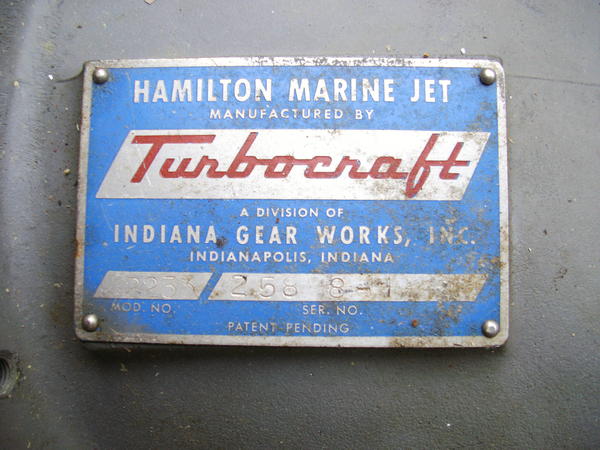 HAMILTON MARINE JET
MANUFACTURED BY
Turbocraft
A DIVISION OF
INDIANA GEAR WORKS, INC.
INDIANAPOLIS, INDIANA
258 8-1
MOD. NO. SER. NO.
PATENT PENDING